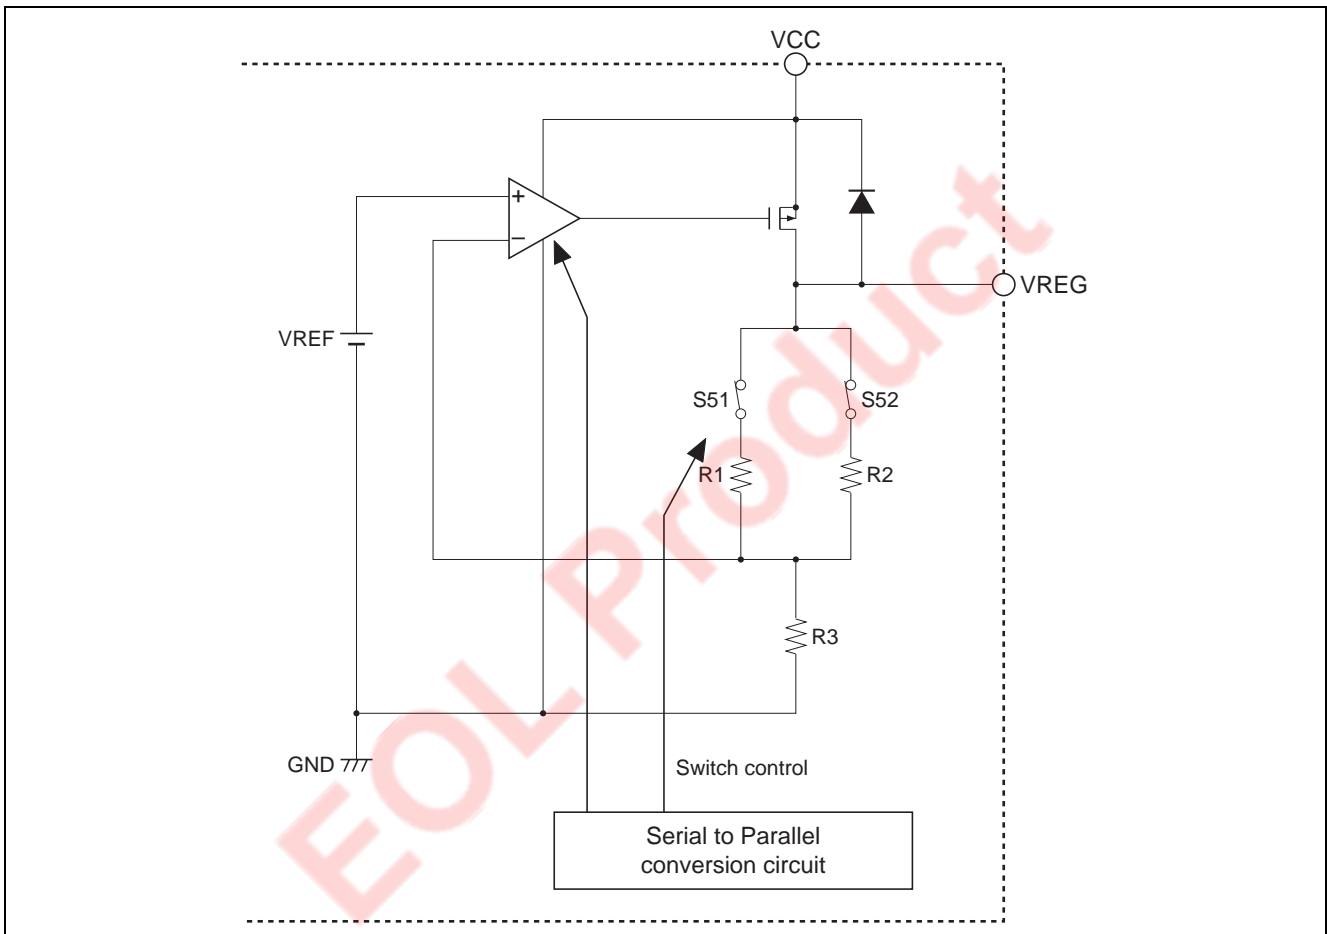 VCC
+
−
VREG
VREF
S51
S52
R1
R2
R3
GND
Switch control
Serial to Parallel
conversion circuit
EOL Product